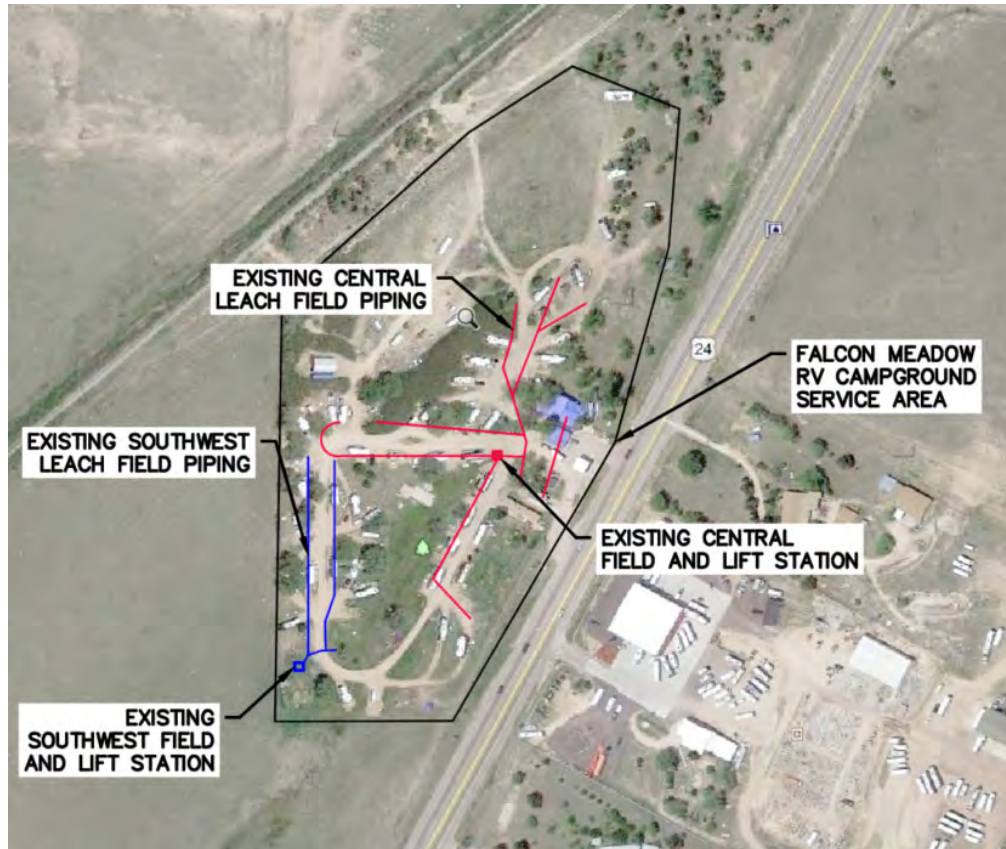 EXISTING CENTRAL
LEACH FIELD PIPING
24
FALCON MEADOW
RV CAMPGROUND
SERVICE AREA
EXISTING SOUTHWEST
LEACH FIELD PIPING
EXISTING CENTRAL
FIELD AND LIFT STATION
EXISTING
SOUTHWEST FIELD
AND LIFT STATION